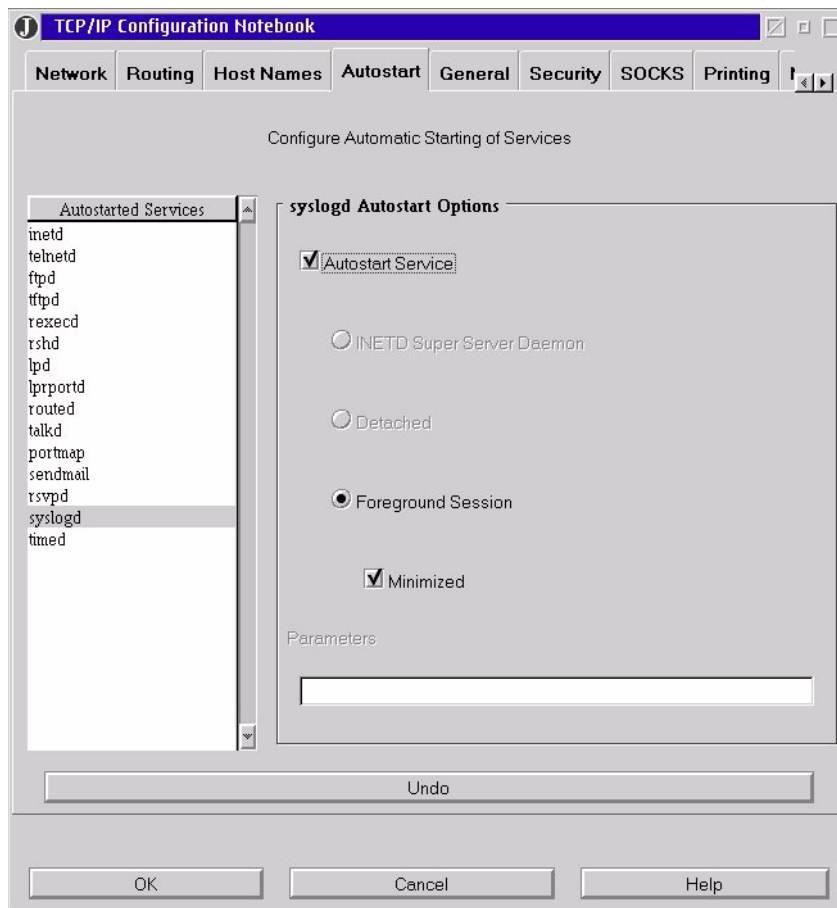 J TCP/IP Configuration Notebook
Network Routing Host Names Autostart General Security SOCKS Printing
Configure Automatic Starting of Services
Autostarted Services
inetd
telnetd
ftpd
tftpd
rexecd
rshd
lpd
lprportd
routed
talkd
portmap
sendmail
rsvpd
syslogd
timed
syslogd Autostart Options
Autostart Service
INETD Super Server Daemon
Detached
Foreground Session
Minimized
Parameters
Undo
OK Cancel Help